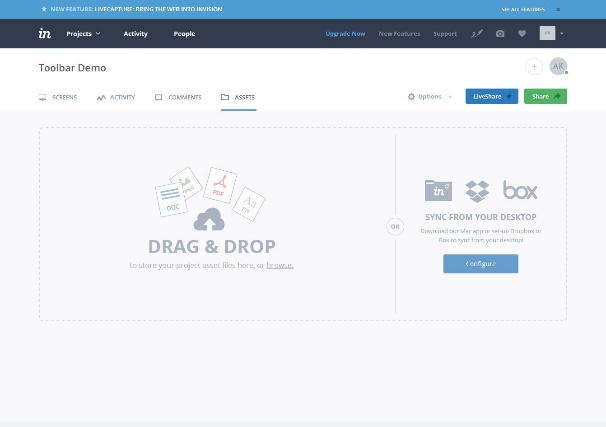 NEW FEATURE: LIVECAPTURE: BRING THE WEB INTO INVISION
SEE ALL FEATURES
in
Projects
Activity
People
Upgrade Now
New Features
Support
Toolbar Demo
+
AK
SCREENS
ACTIVITY
COMMENTS
ASSETS
Options
LiveShare
Share
DOC
PDF
Aa
DRAG & DROP
to store your project asset files here, or browse.
OR
in
box
SYNC FROM YOUR DESKTOP
Download our Mac app or set-up Dropbox or
Box to sync from your desktop!
Configure